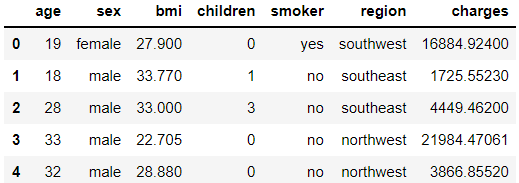 age sex bmi children smoker region charges
0 19 female 27.900 0 yes southwest 16884.92400
1 18 male 33.770 1 no southeast 1725.55230
2 28 male 33.000 3 no southeast 4449.46200
3 33 male 22.705 0 no northwest 21984.47061
4 32 male 28.880 0 no northwest 3866.85520